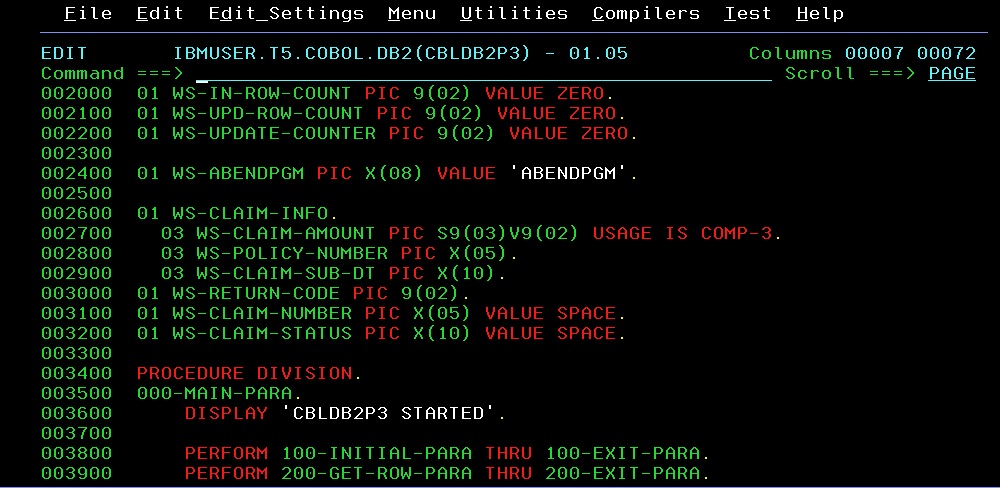 File Edit Edit_Settings Menu Utilities Compilers Test Help
EDIT IBMUSER.T5.COBOL.DB2(CBLDB2P3) - 01.05 Columns 00007 00072
Command ===> _ Scroll ===> PAGE
002000 01 WS-IN-ROW-COUNT PIC 9(02) VALUE ZERO.
002100 01 WS-UPD-ROW-COUNT PIC 9(02) VALUE ZERO.
002200 01 WS-UPDATE-COUNTER PIC 9(02) VALUE ZERO.
002300
002400 01 WS-ABENDPGM PIC X(08) VALUE 'ABENDPGM'.
002500
002600 01 WS-CLAIM-INFO.
002700 03 WS-CLAIM-AMOUNT PIC S9(03)V9(02) USAGE IS COMP-3.
002800 03 WS-POLICY-NUMBER PIC X(05).
002900 03 WS-CLAIM-SUB-DT PIC X(10).
003000 01 WS-RETURN-CODE PIC 9(02).
003100 01 WS-CLAIM-NUMBER PIC X(05) VALUE SPACE.
003200 01 WS-CLAIM-STATUS PIC X(10) VALUE SPACE.
003300
003400 PROCEDURE DIVISION.
003500 000-MAIN-PARA.
003600 DISPLAY 'CBLDB2P3 STARTED'.
003700
003800 PERFORM 100-INITIAL-PARA THRU 100-EXIT-PARA.
003900 PERFORM 200-GET-ROW-PARA THRU 200-EXIT-PARA.